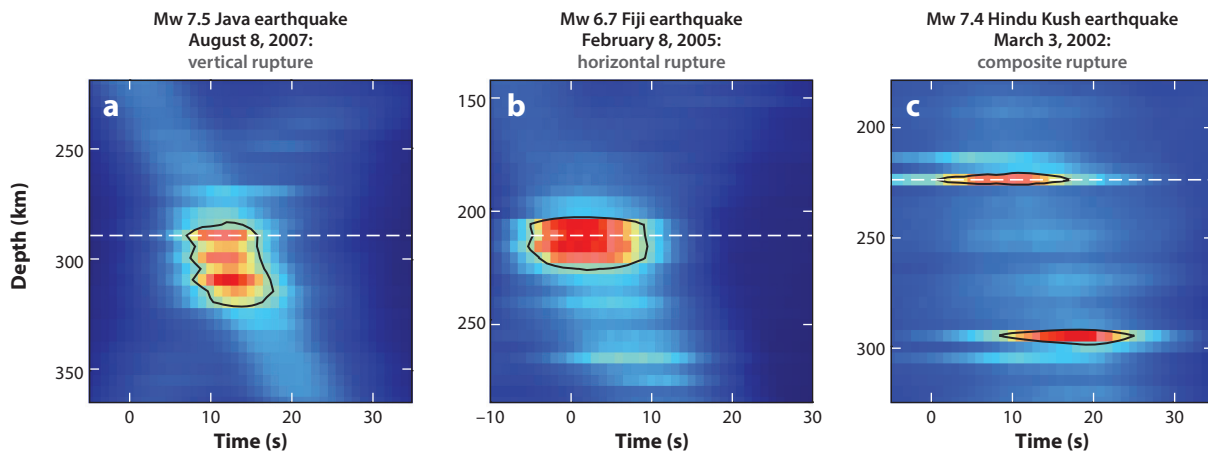 Mw 7.5 Java earthquake
August 8, 2007:
vertical rupture
Mw 6.7 Fiji earthquake
February 8, 2005:
horizontal rupture
Mw 7.4 Hindu Kush earthquake
March 3, 2002:
composite rupture
Depth (km)
a
250
300
350
0
10
20
30
Time (s)
b
150
200
250
–10
0
10
20
30
Time (s)
c
200
300
0
10
20
30
Time (s)